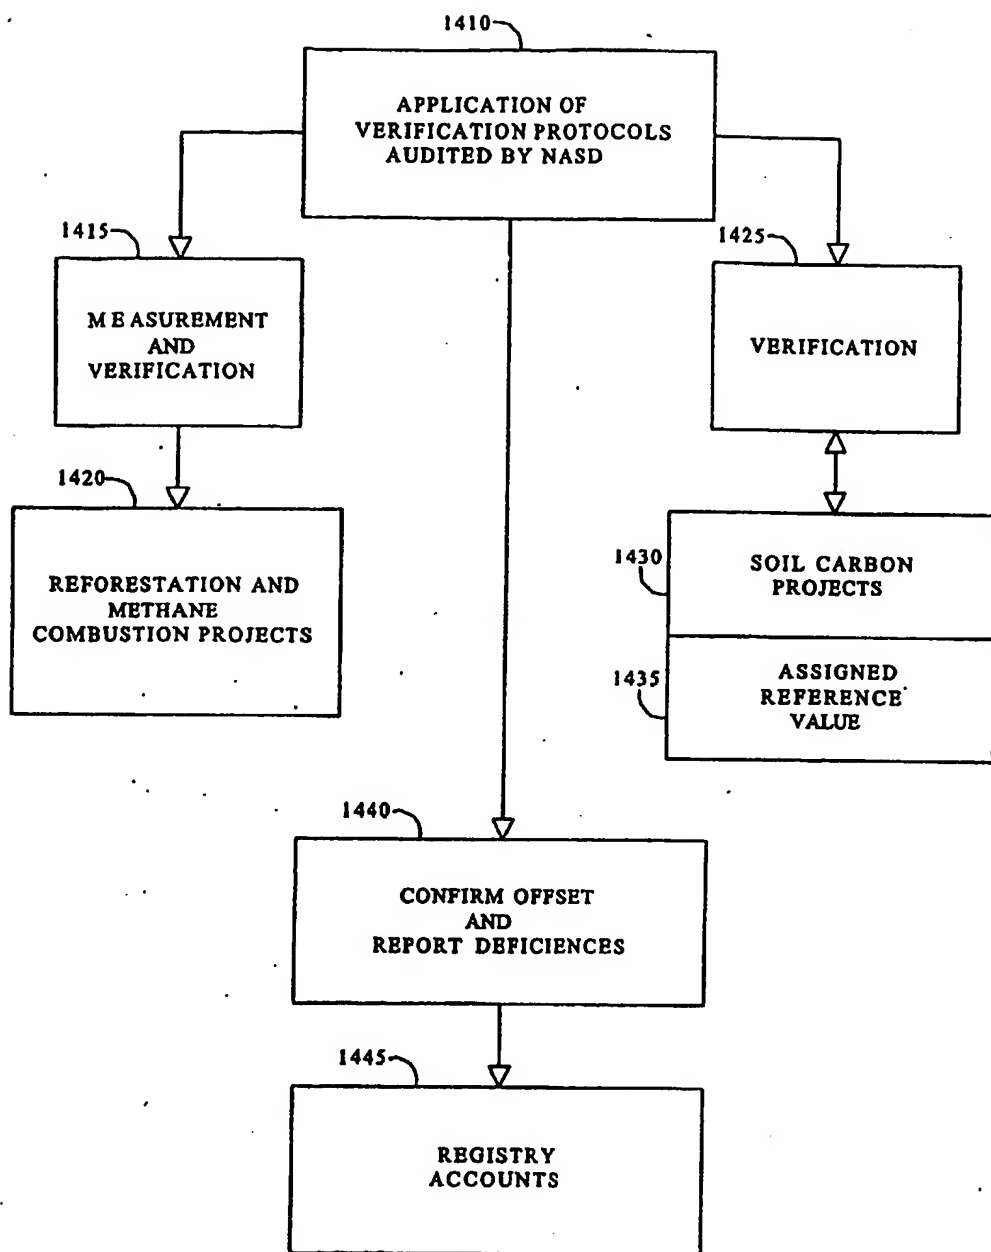 1410
APPLICATION OF
VERIFICATION PROTOCOLS
AUDITED BY NASD
1415
MEASUREMENT
AND
VERIFICATION
1425
VERIFICATION
1420
REFORESTATION AND
METHANE
COMBUSTION PROJECTS
1430
SOIL CARBON
PROJECTS
1435
ASSIGNED
REFERENCE
VALUE
1440
CONFIRM OFFSET
AND
REPORT DEFICIENCES
1445
REGISTRY
ACCOUNTS